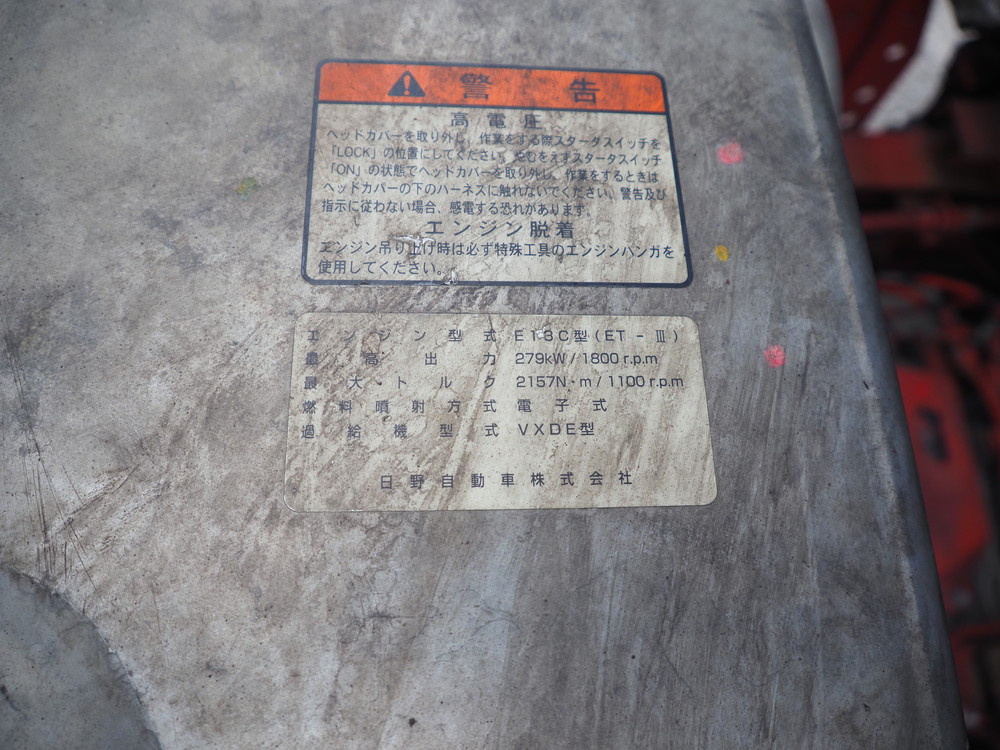 警告
高電圧
ヘッドカバーを取り外し、作業をする際スタータスイッチを
「LOCK」の位置にしてください。やむをえずスタータスイッチ
「ON」の状態でヘッドカバーを取り外し、作業をするときは
ヘッドカバーの下のハーネスに触れないでください。警告及び
指示に従わない場合、感電する恐れがあります。
エンジン脱着
エンジン吊り上げ時は必ず特殊工具のエンジンハンガを
使用してください。
エンジン型式 E13C型(ET-Ⅲ)
最高出力 279kW/1800 r.p.m
最大トルク 2157N・m/1100 r.p.m
燃料噴射方式 電子式
過給機型式 VXDE型
日野自動車株式会社